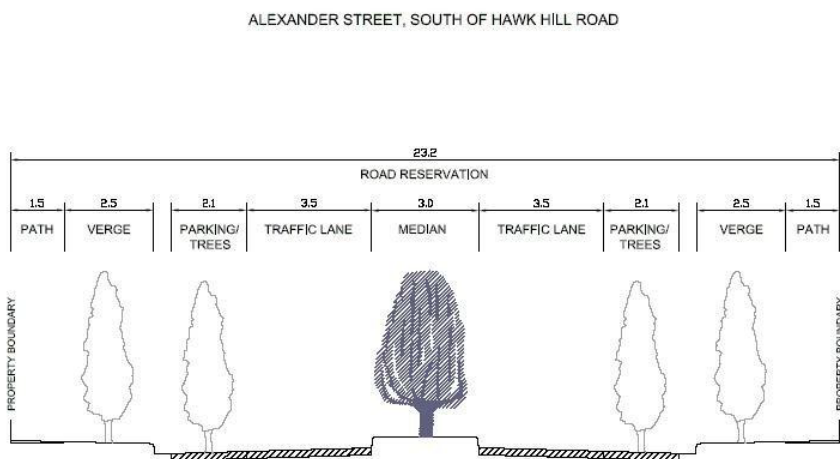 ALEXANDER STREET, SOUTH OF HAWK HILL ROAD
23.2
ROAD RESERVATION
1.5 2.5 2.1 3.5 3.0 3.5 2.1 2.5 1.5
PATH VERGE PARKING/ TRAFFIC LANE MEDIAN TRAFFIC LANE PARKING/ VERGE PATH
TREES TREES
PROPERTY BOUNDARY PROPERTY BOUNDARY